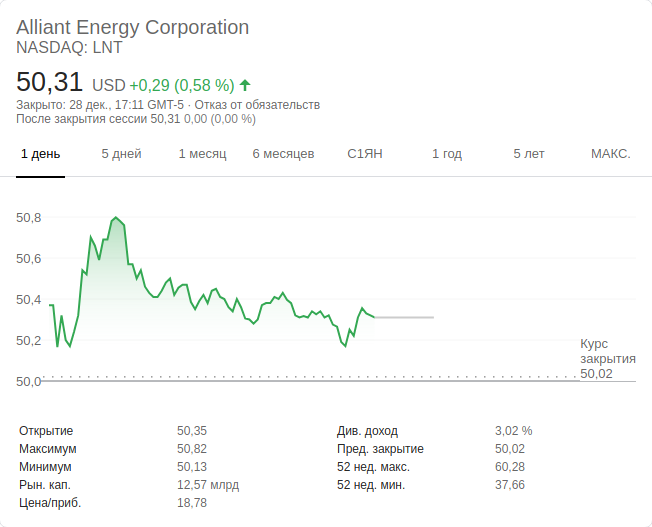 Alliant Energy Corporation
NASDAQ: LNT
50,31 USD +0,29 (0,58 %)
Закрыто: 28 дек., 17:11 GMT-5 · Отказ от обязательств
После закрытия сессии 50,31 0,00 (0,00 %)
1 день 5 дней 1 месяц 6 месяцев С1ЯН 1 год 5 лет МАКС.
50,8
50,6
50,4
50,2
50,0
Курс
закрытия
50,02
Открытие 50,35 Див. доход 3,02 %
Максимум 50,82 Пред. закрытие 50,02
Минимум 50,13 52 нед. макс. 60,28
Рын. кап. 12,57 млрд 52 нед. мин. 37,66
Цена/приб. 18,78